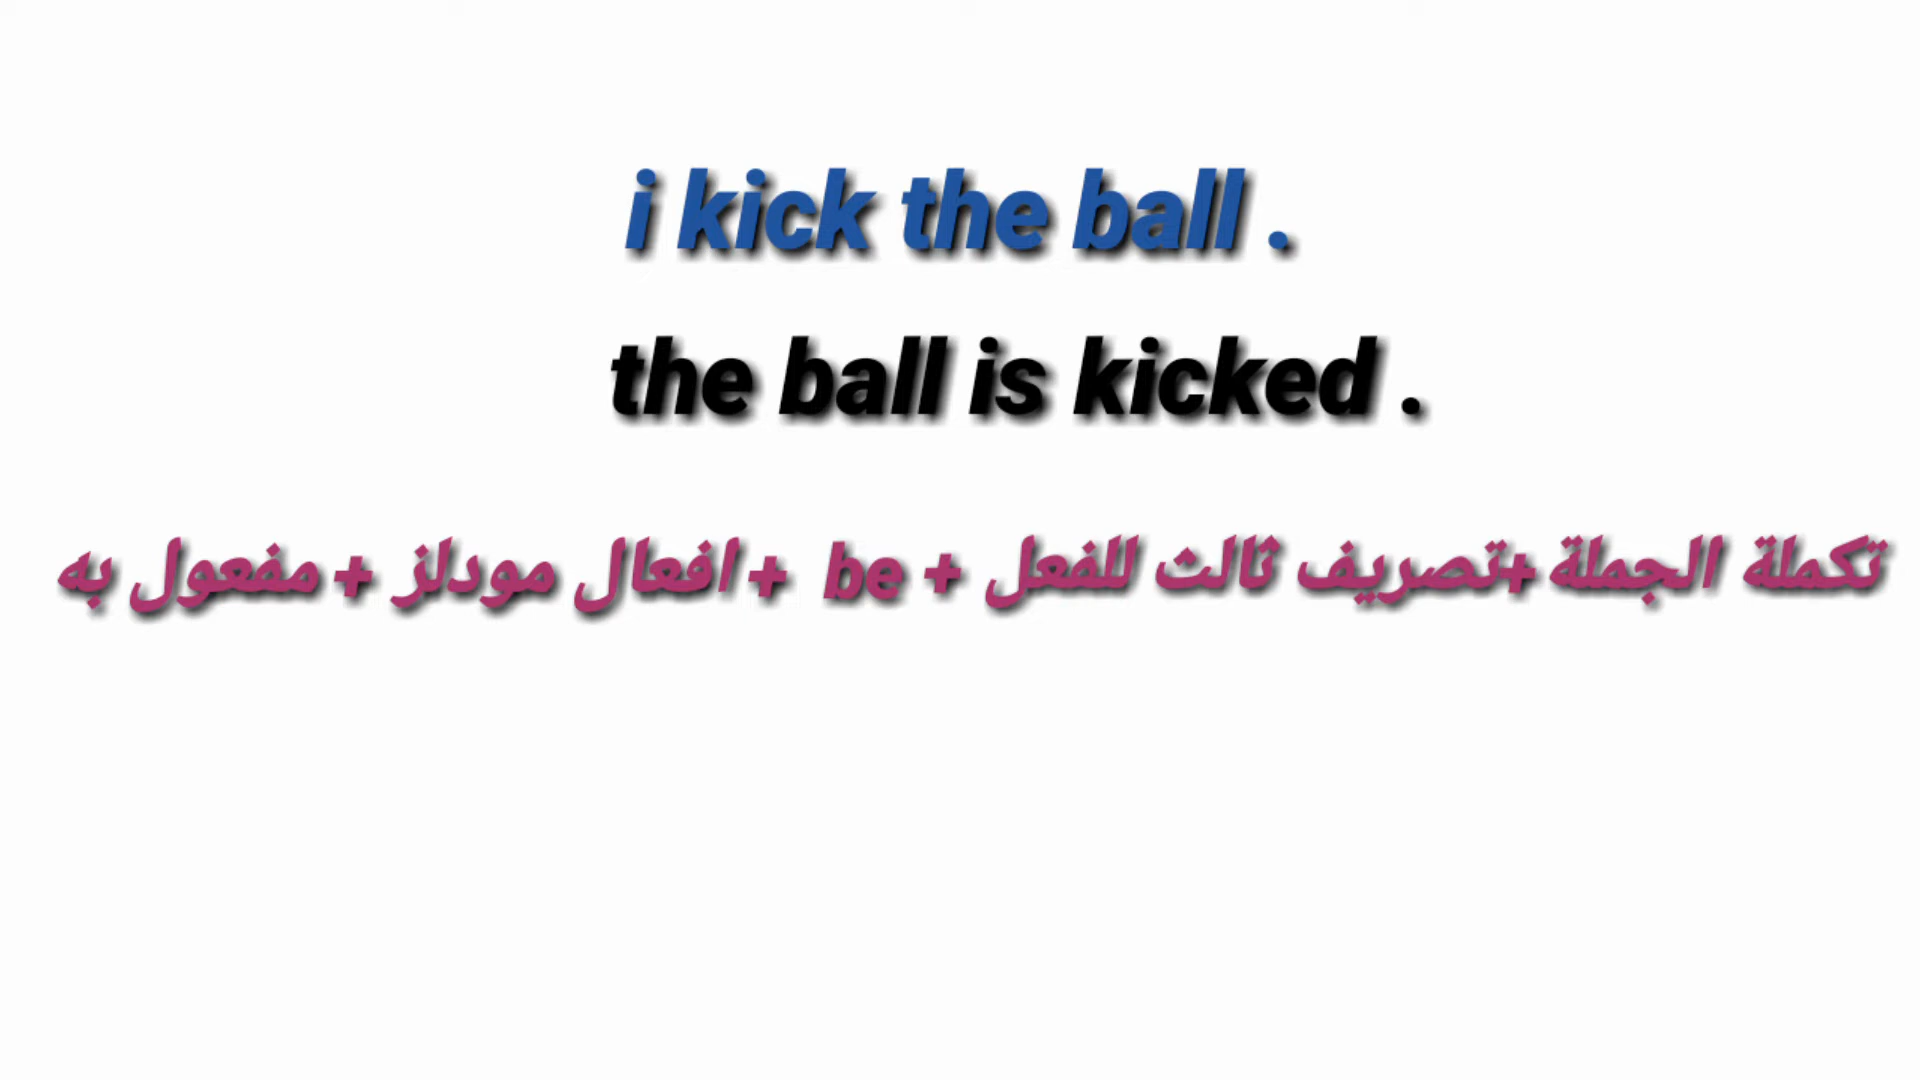 i kick the ball .
the ball is kicked .
مفعول به + افعال مودلز + be + تصريف ثالث للفعل +تكملة الجملة